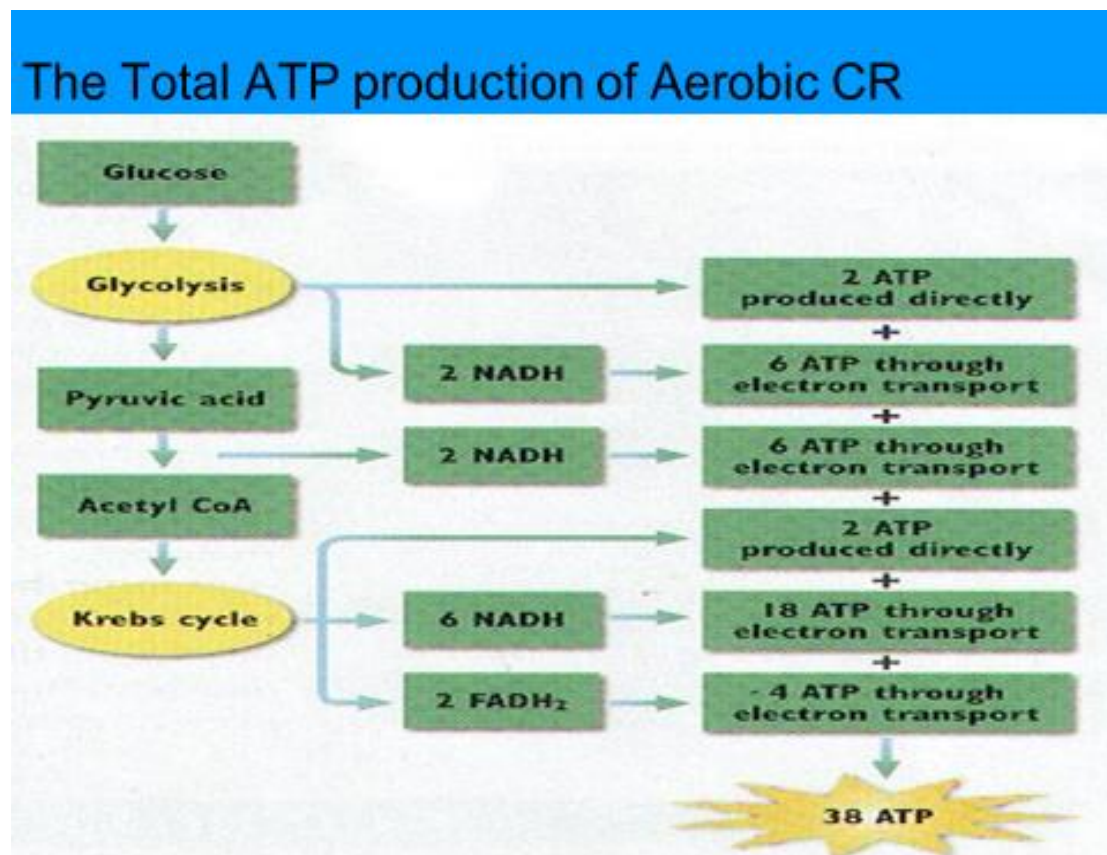 The Total ATP production of Aerobic CR
Glucose
Glycolysis
2 ATP
produced directly
+
2 NADH
6 ATP through
electron transport
+
Pyruvic acid
2 NADH
6 ATP through
electron transport
+
Acetyl CoA
2 ATP
produced directly
+
Krebs cycle
6 NADH
18 ATP through
electron transport
+
2 FADH₂
- 4 ATP through
electron transport
38 ATP